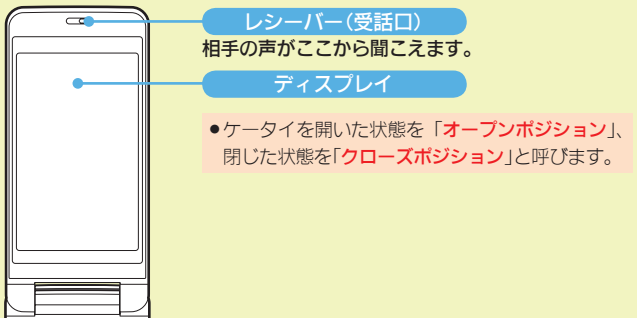 レシーバー（受話口）
相手の声がここから聞こえます。
ディスプレイ
●ケータイを開いた状態を「オープンポジション」、
閉じた状態を「クローズポジション」と呼びます。